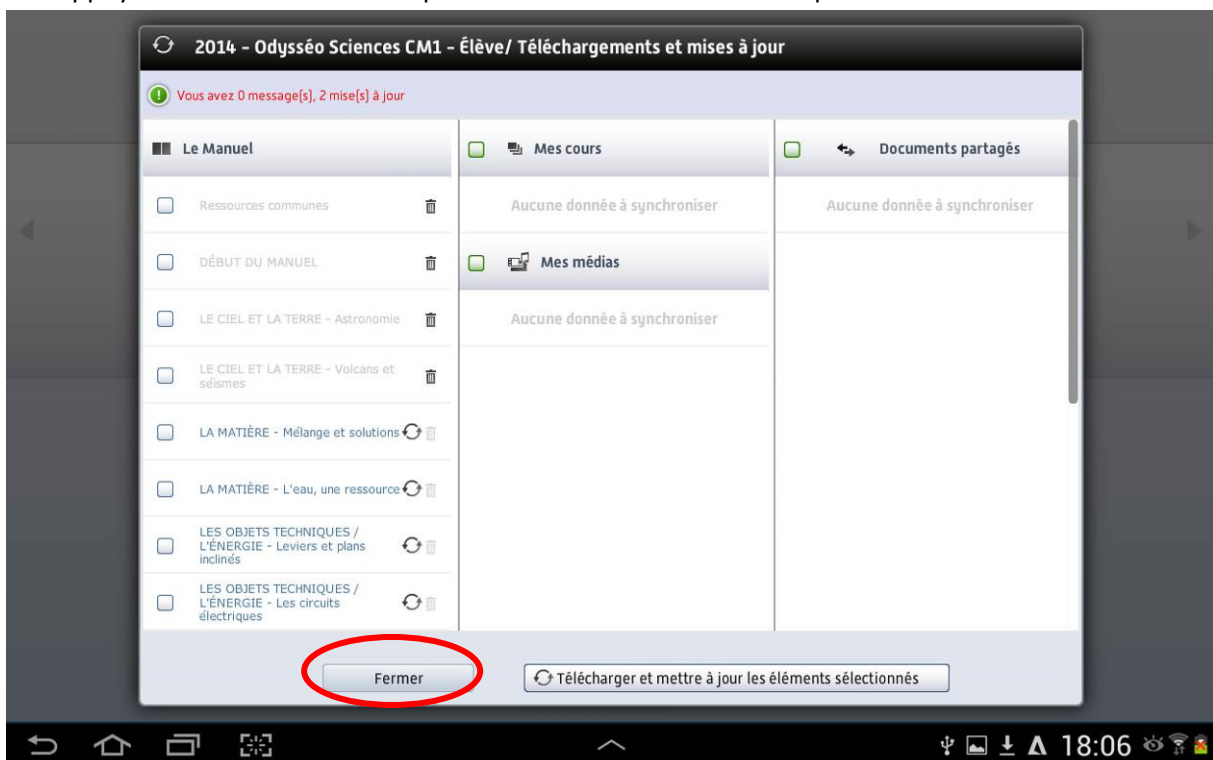 2014 - Odysséo Sciences CM1 - Élève/ Téléchargements et mises à jour
Vous avez 0 message[s], 2 mise[s] à jour
Le Manuel
Ressources communes
DÉBUT DU MANUEL
LE CIEL ET LA TERRE - Astronomie
LE CIEL ET LA TERRE - Volcans et
séismes
LA MATIÈRE - Mélange et solutions
LA MATIÈRE - L'eau, une ressource
LES OBJETS TECHNIQUES /
L'ÉNERGIE - Leviers et plans
inclinés
LES OBJETS TECHNIQUES /
L'ÉNERGIE - Les circuits
électriques
Mes cours
Aucune donnée à synchroniser
Mes médias
Aucune donnée à synchroniser
Documents partagés
Aucune donnée à synchroniser
Fermer
Télécharger et mettre à jour les éléments sélectionnés
18:06